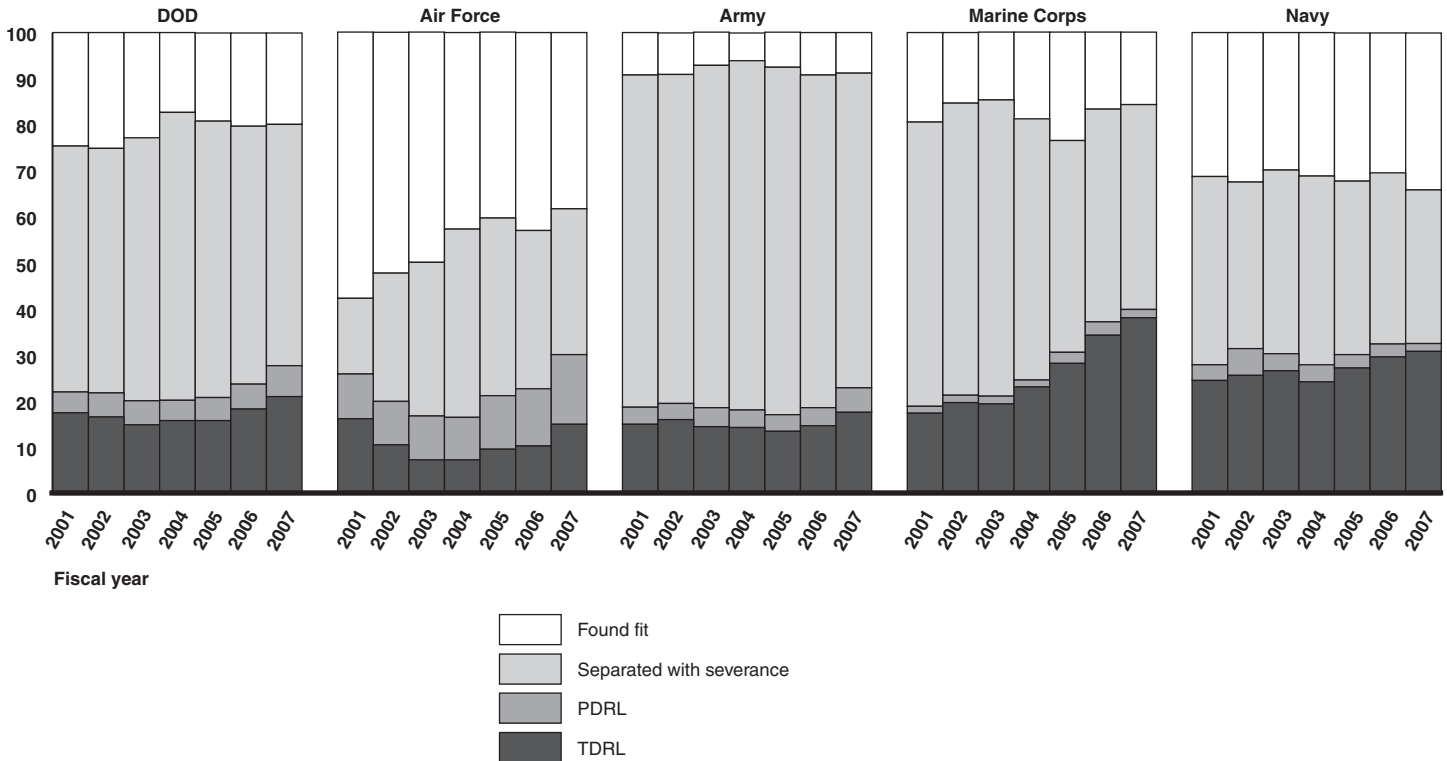 DOD Air Force Army Marine Corps Navy
100
90
80
70
60
50
40
30
20
10
0
2001 2002 2003 2004 2005 2006 2007 2001 2002 2003 2004 2005 2006 2007 2001 2002 2003 2004 2005 2006 2007 2001 2002 2003 2004 2005 2006 2007 2001 2002 2003 2004 2005 2006 2007
Fiscal year
Found fit
Separated with severance
PDRL
TDRL